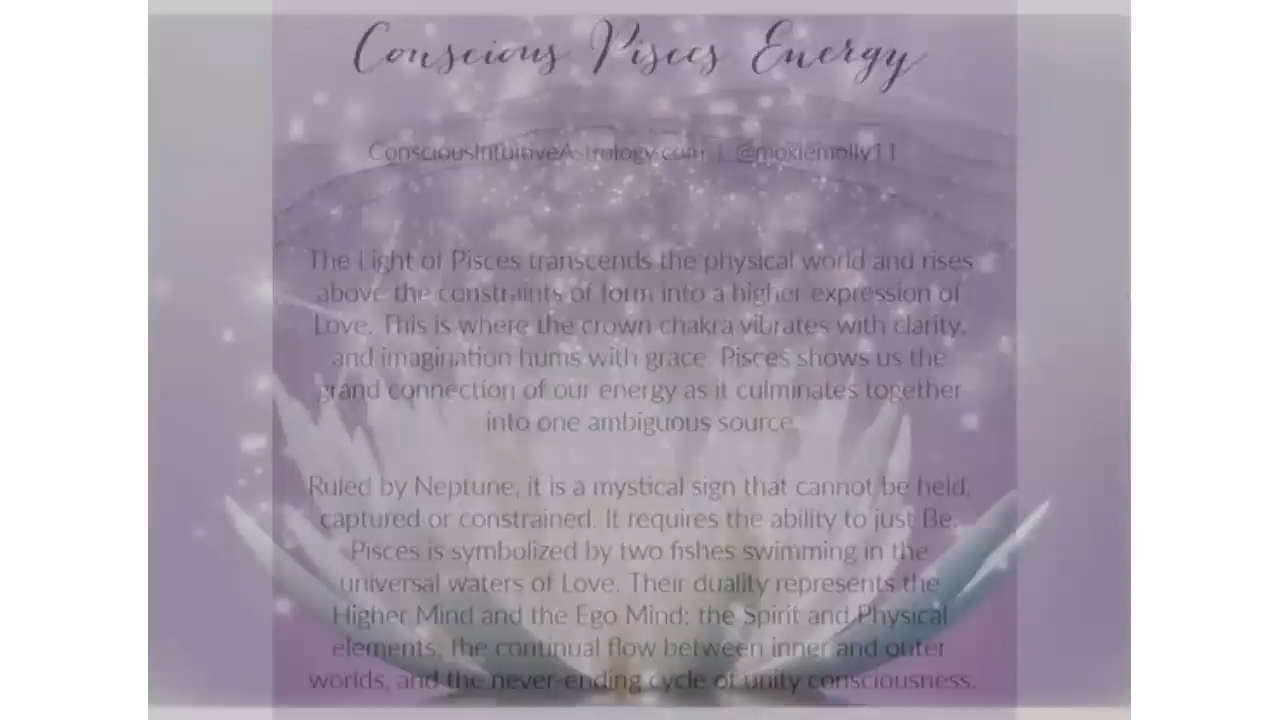 Conscious Pisces Energy
ConsciousIntuitiveAstrology.com | @moxiemolly11
The Light of Pisces transcends the physical world and rises
above the constraints of form into a higher expression of
Love. This is where the crown chakra vibrates with clarity,
and imagination hums with grace. Pisces shows us the
grand connection of our energy as it culminates together
into one ambiguous source.
Ruled by Neptune, it is a mystical sign that cannot be held,
captured or constrained. It requires the ability to just Be.
Pisces is symbolized by two fishes swimming in the
universal waters of Love. Their duality represents the
Higher Mind and the Ego Mind; the Spirit and Physical
elements; the continual flow between inner and outer
worlds, and the never-ending cycle of unity consciousness.